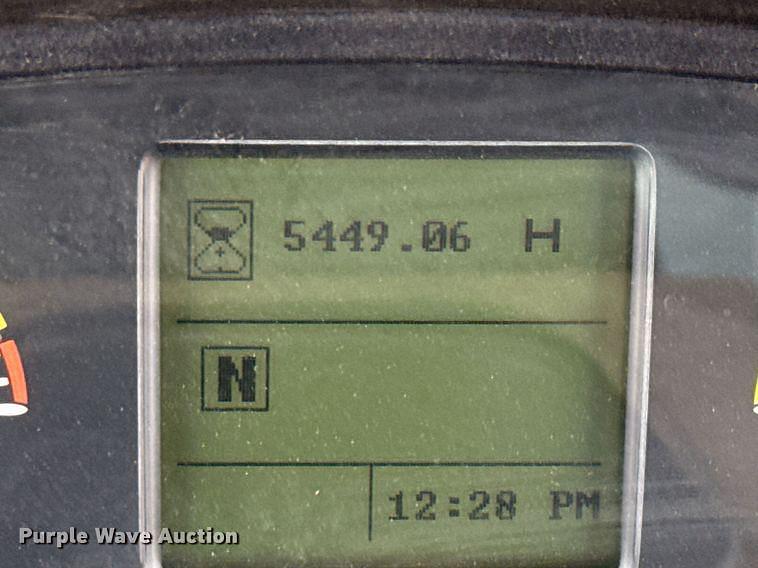 5449.06 H
N
12:28 PM
Purple Wave Auction